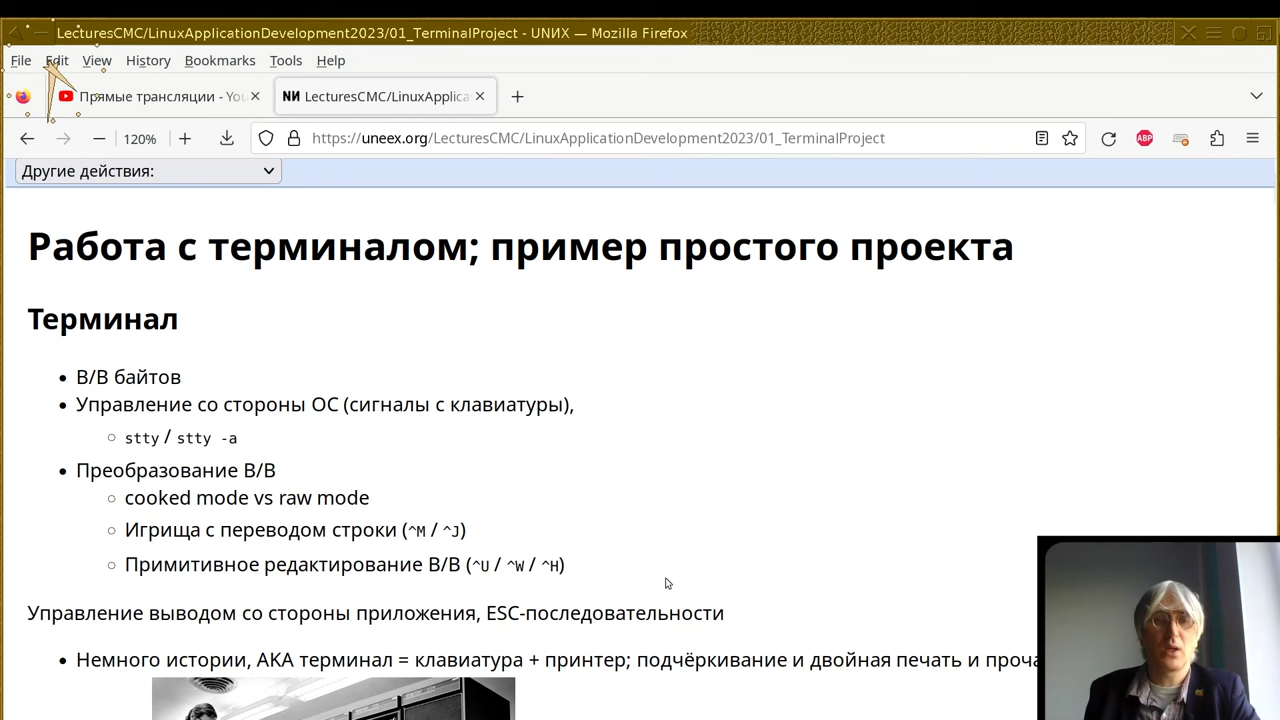 LecturesCMC/LinuxApplicationDevelopment2023/01_TerminalProject - UNИX — Mozilla Firefox
File Edit View History Bookmarks Tools Help
Прямые трансляции - You
NИ LecturesCMC/LinuxApplica
120% https://uneex.org/LecturesCMC/LinuxApplicationDevelopment2023/01_TerminalProject ABP
Другие действия:
Работа с терминалом; пример простого проекта
Терминал
В/В байтов
Управление со стороны ОС (сигналы с клавиатуры),
stty / stty -a
Преобразование В/В
cooked mode vs raw mode
Игрища с переводом строки (^M / ^J)
Примитивное редактирование В/В (^U / ^W / ^H)
Управление выводом со стороны приложения, ESC-последовательности
Немного истории, AKA терминал = клавиатура + принтер; подчёркивание и двойная печать и проча